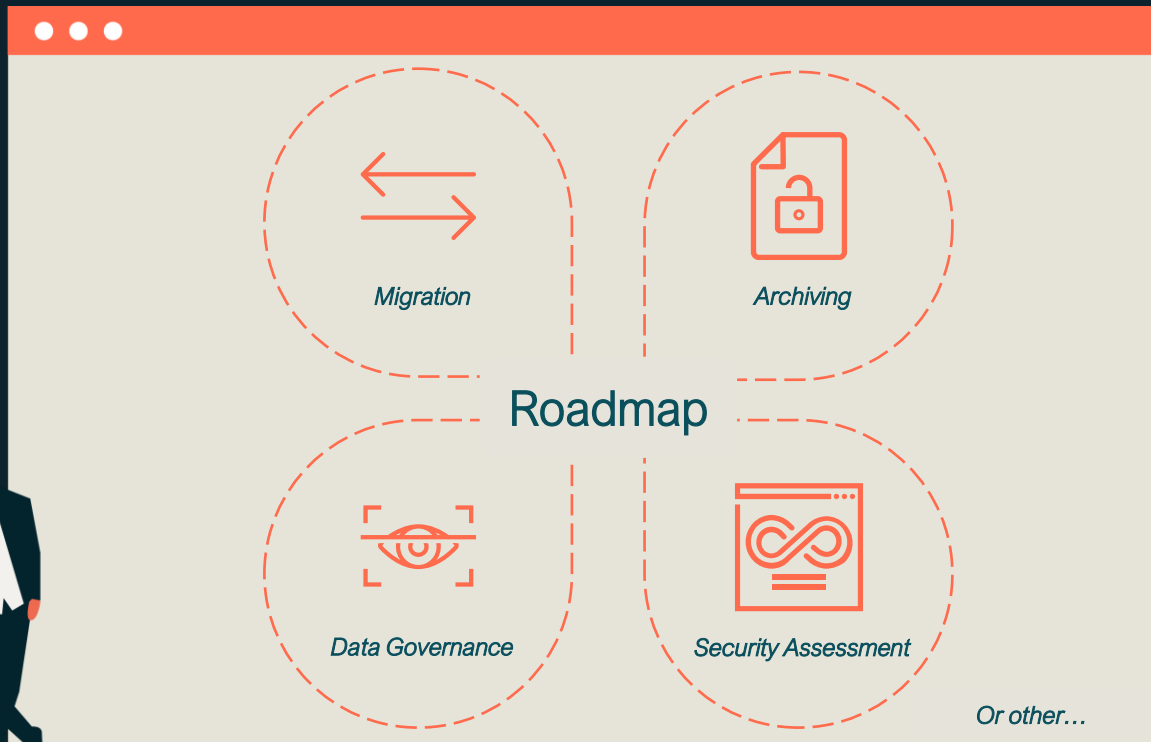 Migration
Archiving
Roadmap
Data Governance
Security Assessment
Or other...